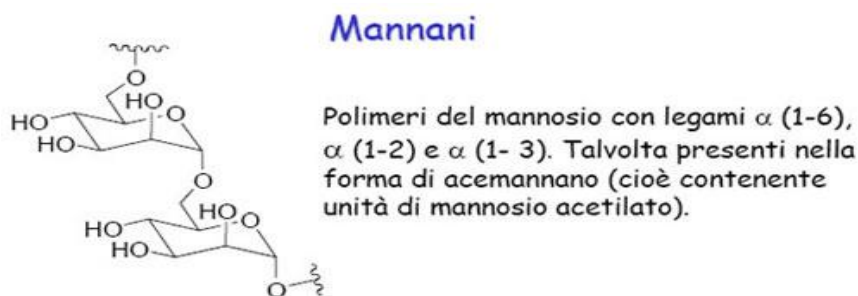 Mannani
Polimeri del mannosio con legami α (1-6),
α (1-2) e α (1- 3). Talvolta presenti nella
forma di acemannano (cioè contenente
unità di mannosio acetilato).
O
HO
O
HO
HO
O
HO
O
HO
HO
O